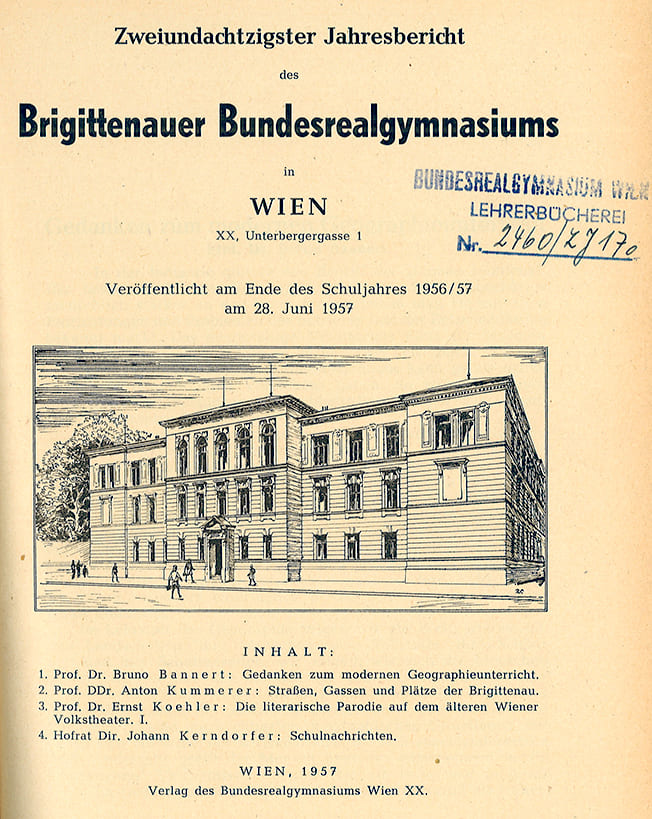 Zweiundachtzigster Jahresbericht
des
Brigittenauer Bundesrealgymnasiums
in
WIEN
XX, Unterbergergasse 1
BUNDESREALGYMNASIUM WIEN
LEHRERBÜCHEREI
Nr. 2460/ZJ170
Veröffentlicht am Ende des Schuljahres 1956/57
am 28. Juni 1957
INHALT:
1. Prof. Dr. Bruno Bannert: Gedanken zum modernen Geographieunterricht.
2. Prof. DDr. Anton Kummerer: Straßen, Gassen und Plätze der Brigittenau.
3. Prof. Dr. Ernst Koehler: Die literarische Parodie auf dem älteren Wiener
Volkstheater. I.
4. Hofrat Dir. Johann Kerndorfer: Schulnachrichten.
WIEN, 1957
Verlag des Bundesrealgymnasiums Wien XX.